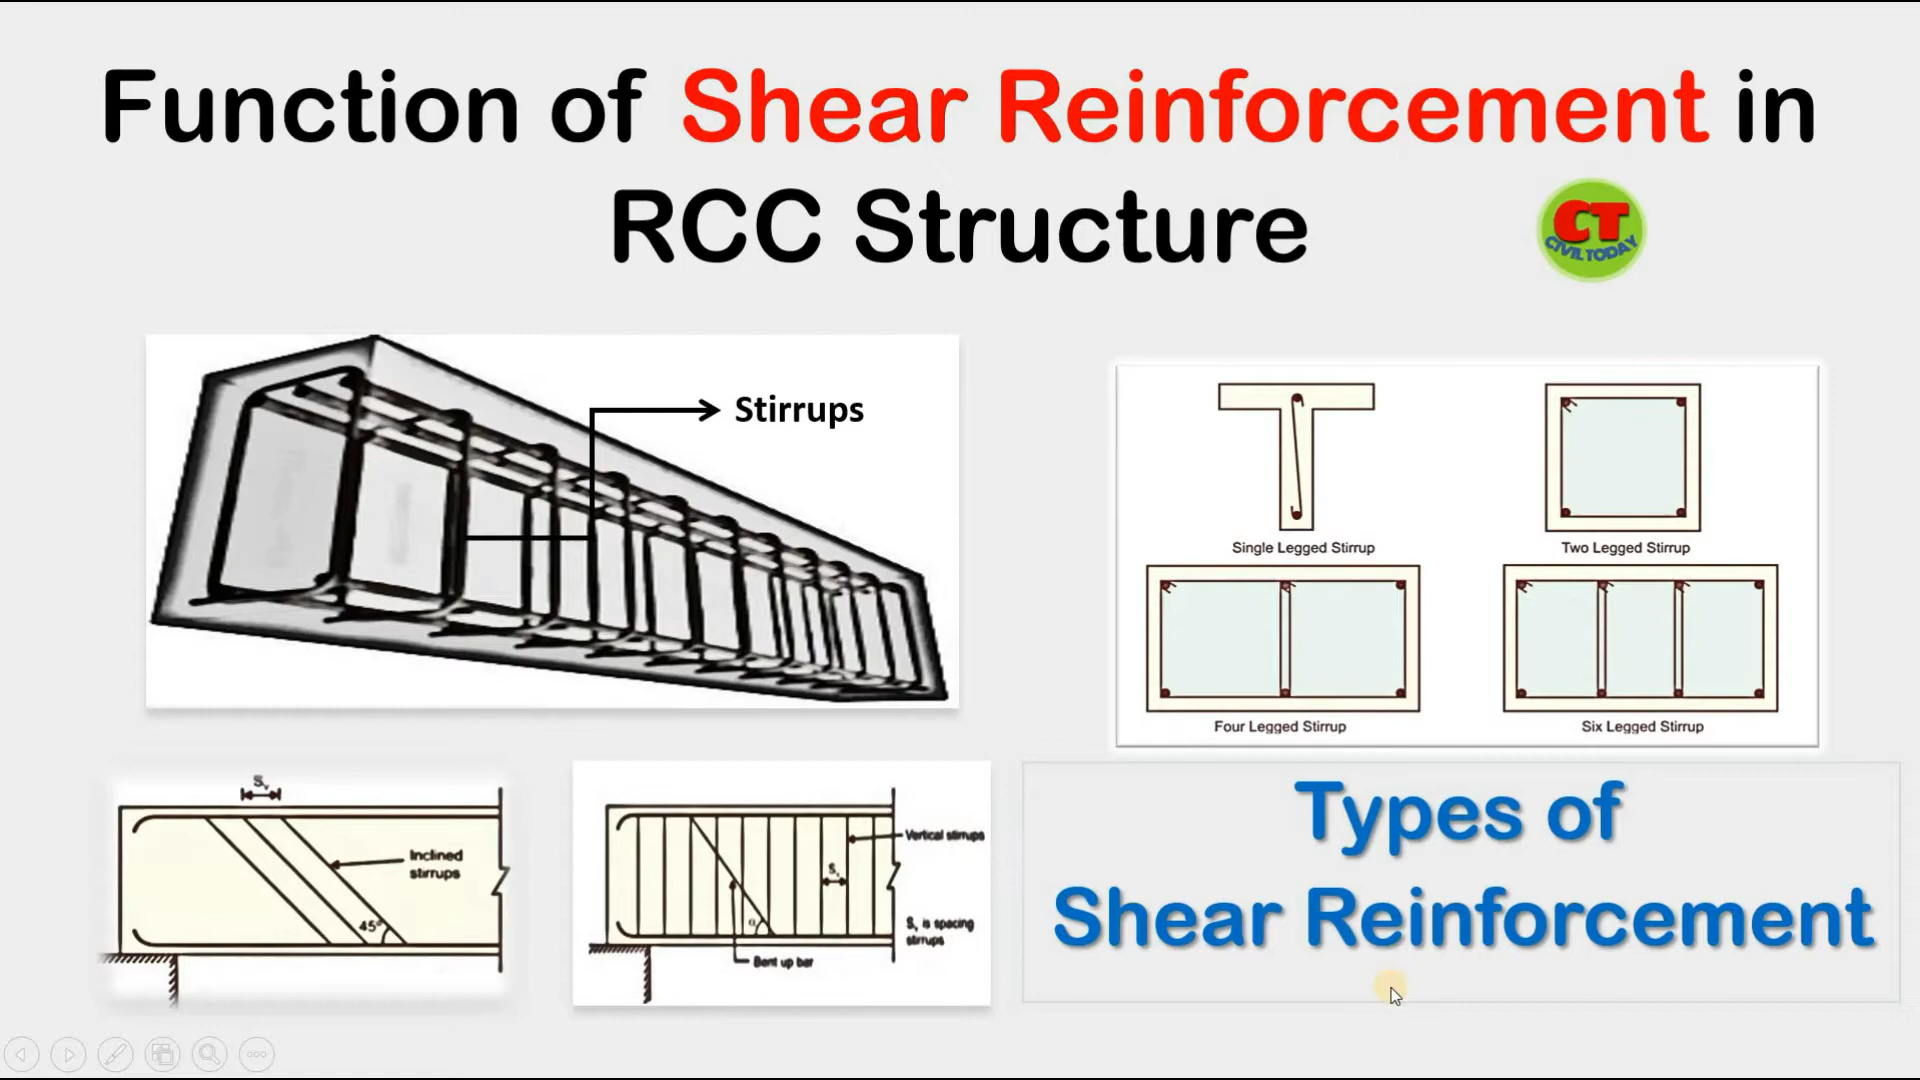 Function of Shear Reinforcement in
RCC Structure
CT
CIVIL TODAY
Stirrups
Single Legged Stirrup
Two Legged Stirrup
Four Legged Stirrup
Six Legged Stirrup
Sv
Inclined
stirrups
45°
Vertical stirrups
Sv
α
Sv is spacing
stirrups
Bent up bar
Types of
Shear Reinforcement